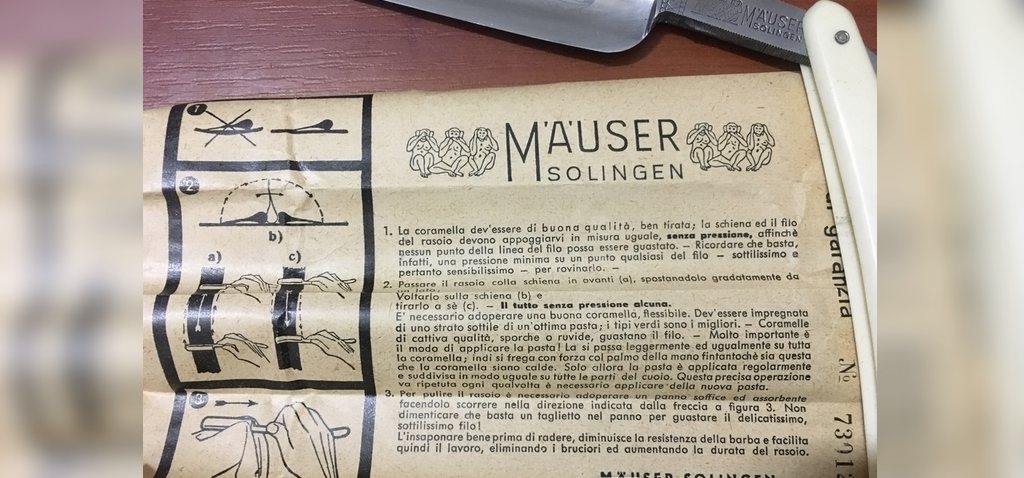 MÄUSER
SOLINGEN
1
2
b)
a)
c)
3
MÄUSER
SOLINGEN
1. La coramella dev'essere di buona qualità, ben tirata; la schiena ed il filo
del rasoio devono appoggiarvi in misura uguale, senza pressione, affinchè
nessun punto della linea del filo possa essere guastato. — Ricordare che basta,
infatti, una pressione minima su un punto qualsiasi del filo — sottilissimo e
pertanto sensibilissimo — per rovinarlo. —
2. Passare il rasoio colla schiena in avanti (a), spostandolo gradatamente da
un lato.
Voltarlo sulla schiena (b) e
tirarlo a sè (c). — Il tutto senza pressione alcuna.
E' necessario adoperare una buona coramella, flessibile. Dev'essere impregnata
di uno strato sottile di un'ottima pasta; i tipi verdi sono i migliori. — Coramelle
di cattiva qualità, sporche o ruvide, guastano il filo. — Molto importante è
il modo di applicare la pasta! La si passa leggermente ed ugualmente su tutta
la coramella; indi si frega con forza col palmo della mano fintantochè sia questa
che la coramella siano calde. Solo allora la pasta è applicata regolarmente
e suddivisa in modo uguale su tutte le parti del cuoio. Questa precisa operazione
va ripetuta ogni qualvolta è necessario applicare della nuova pasta.
3. Per pulire il rasoio è necessario adoperare un panno soffice ed assorbente
facendolo scorrere nella direzione indicata dalla freccia a figura 3. Non
dimenticare che basta un taglietto nel panno per guastare il delicatissimo,
sottilissimo filo!
L'insaponare bene prima di radere, diminuisce la resistenza della barba e facilita
quindi il lavoro, eliminando i bruciori ed aumentando la durata del rasoio.
MÄUSER SOLINGEN
garanzia
Nº